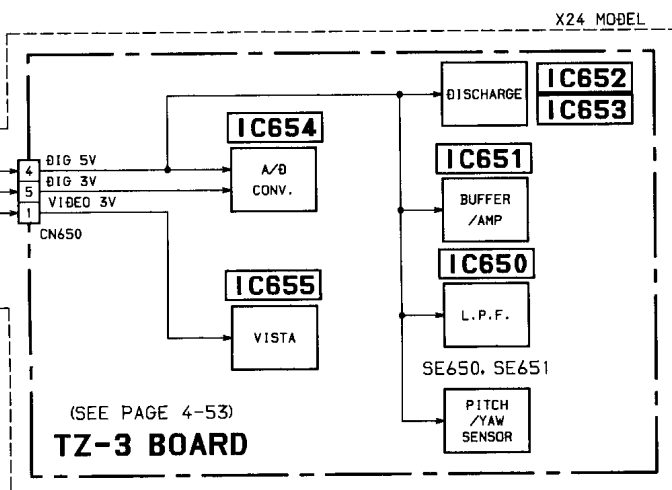 X24 MODEL
IC652
DISCHARGE
IC653
IC654
4 DIG 5V
A/D
CONV.
5 DIG 3V
1 VIDEO 3V
CN650
IC651
BUFFER
/AMP
IC650
L.P.F.
IC655
VISTA
SE650, SE651
PITCH
/YAW
SENSOR
(SEE PAGE 4-53)
TZ-3 BOARD